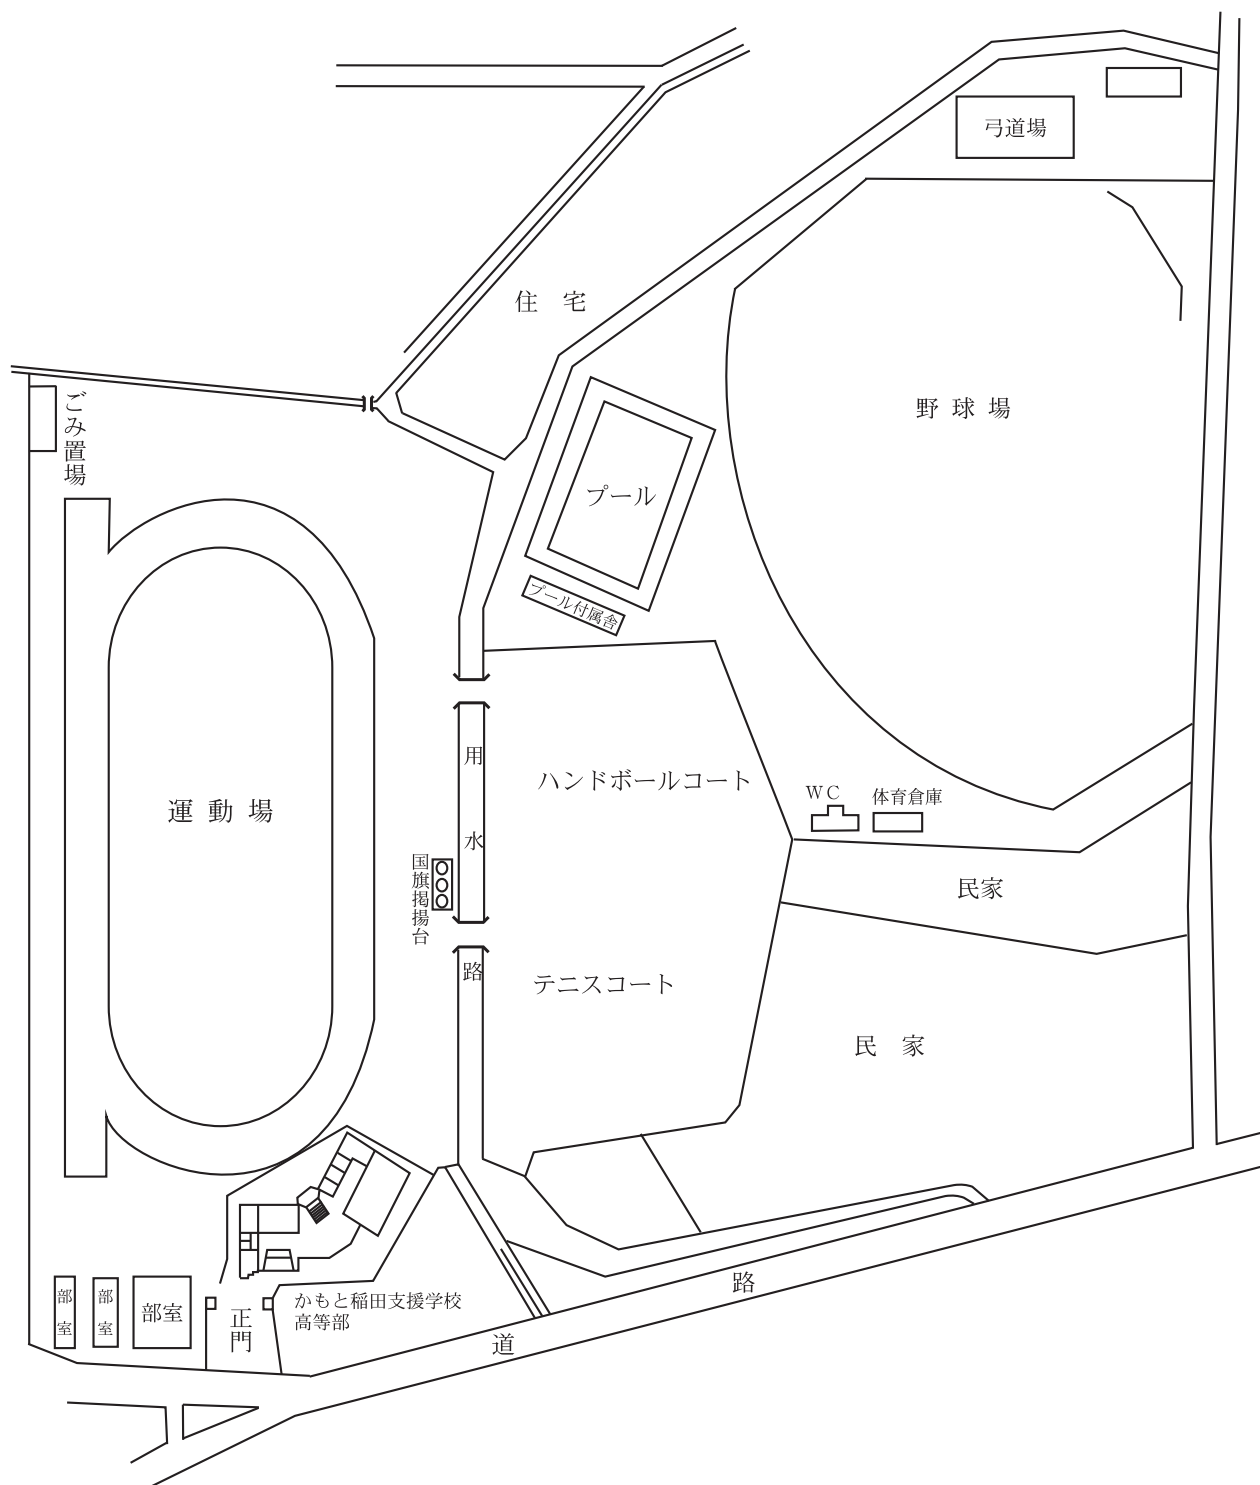 弓道場
住 宅
野 球 場
ごみ置場
プール
プール付属舎
運 動 場
用水路
ハンドボールコート
WC
体育倉庫
国旗掲揚台
民家
テニスコート
民 家
部室
部室
部室
正門
かもと稲田支援学校
高等部
道 路